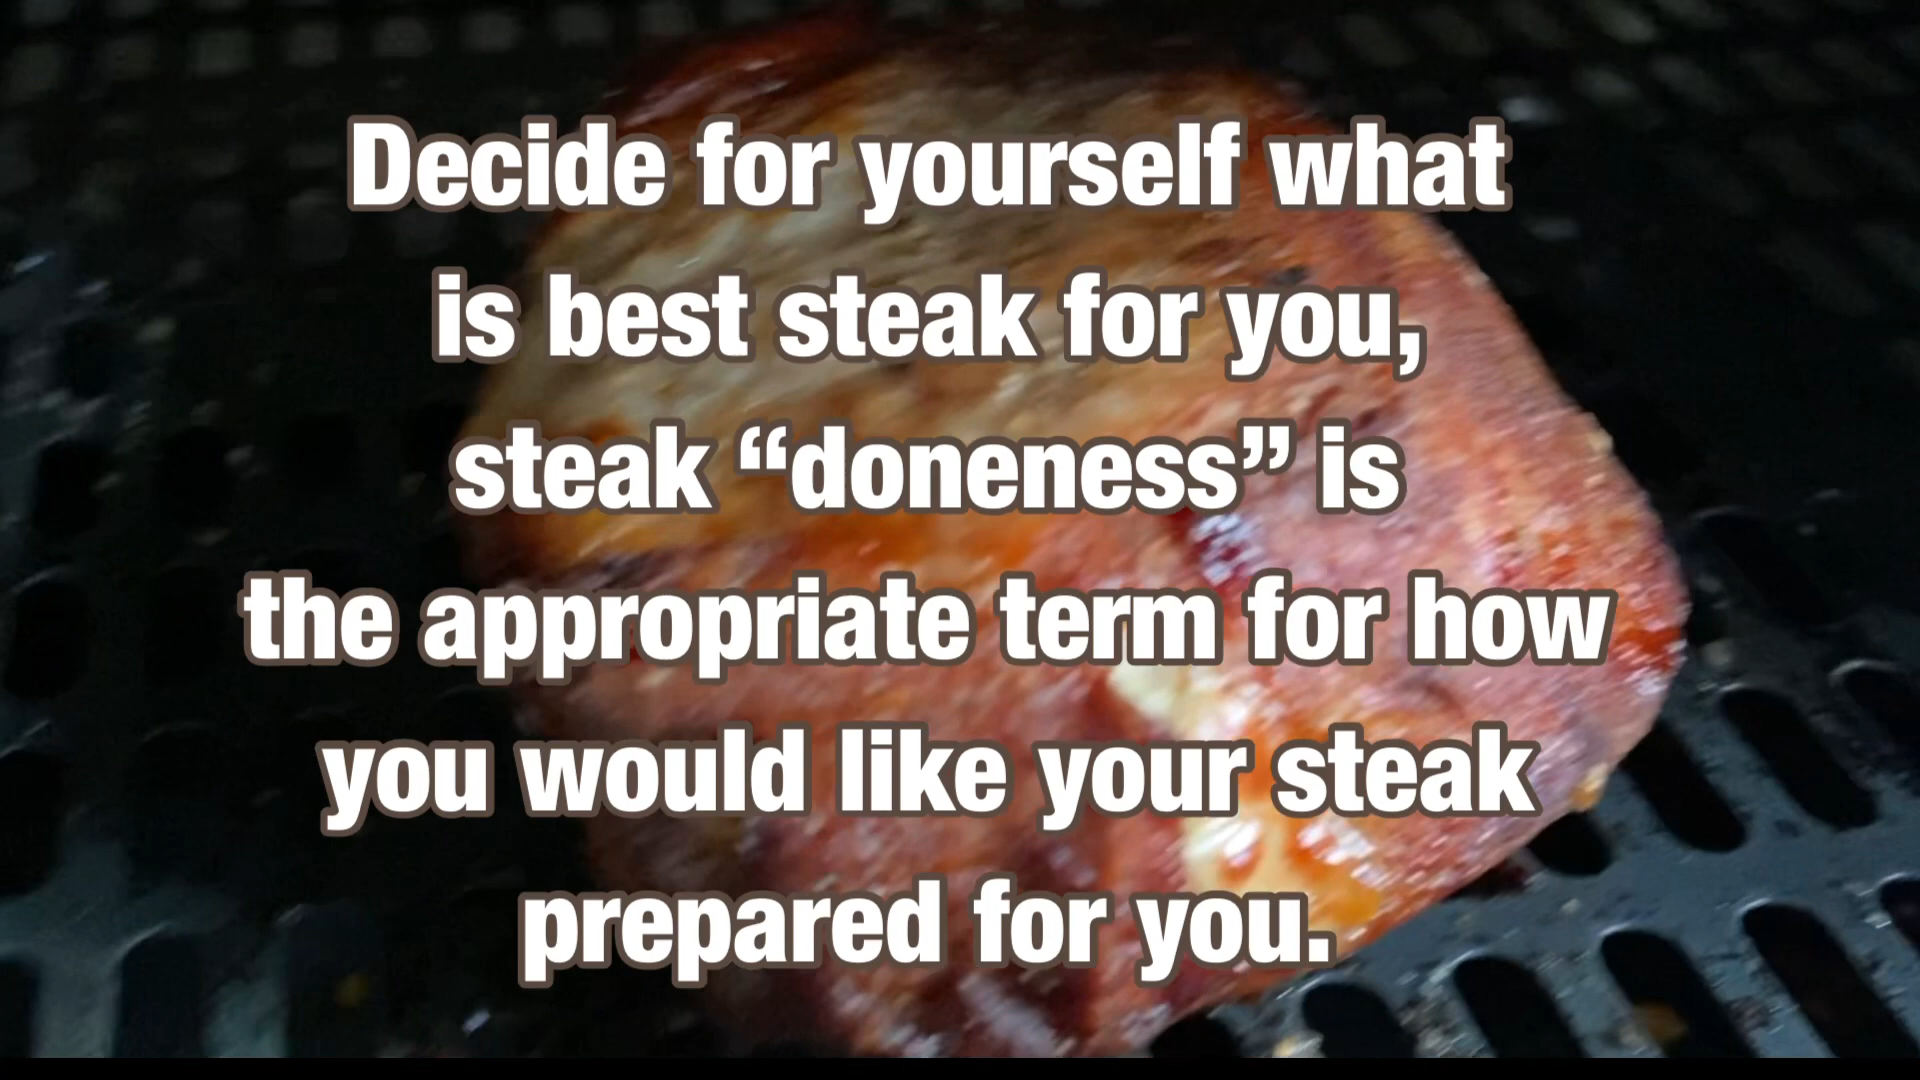 Decide for yourself what
is best steak for you,
steak “doneness” is
the appropriate term for how
you would like your steak
prepared for you.